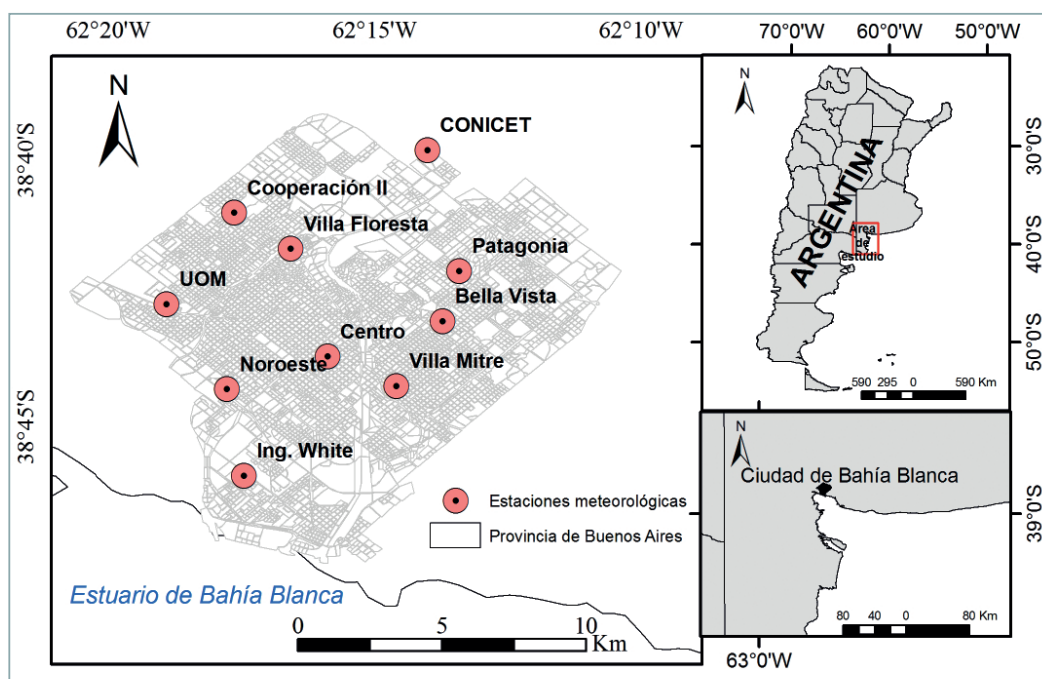 62°20'W 62°15'W 62°10'W
38°40'S
38°45'S
N
CONICET
Cooperación II
Villa Floresta
Patagonia
UOM
Bella Vista
Centro
Villa Mitre
Noroeste
Ing. White
Estaciones meteorológicas
Provincia de Buenos Aires
Estuario de Bahía Blanca
0 5 10
Km
70°0'W 60°0'W 50°0'W
N
30°0'S
40°0'S
50°0'S
ARGENTINA
Área
de
estudio
590 295 0 590 Km
N
Ciudad de Bahía Blanca
39°0'S
80 40 0 80 Km
63°0'W